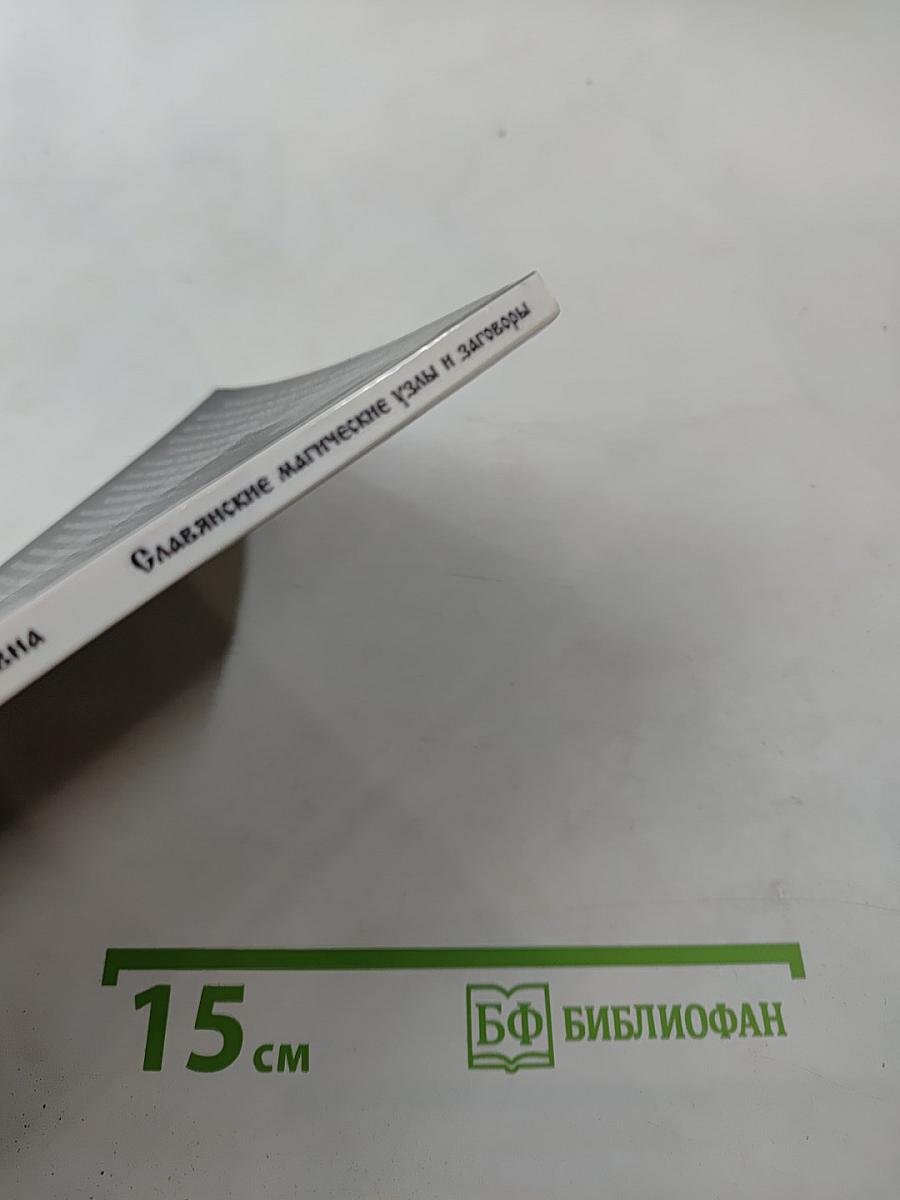 Славянские магические узлы и заговоры
15 см
БФ БИБЛИОФАН